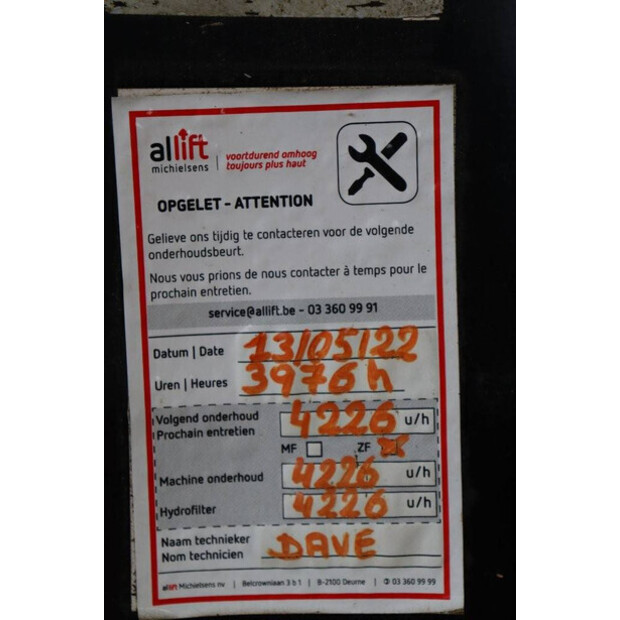 allift
michielsens
voortdurend omhoog
toujours plus haut
OPGELET - ATTENTION
Gelieve ons tijdig te contacteren voor de volgende
onderhoudsbeurt.
Nous vous prions de nous contacter à temps pour le
prochain entretien.
service@allift.be - 03 360 99 91
Datum | Date 13/05/22
Uren | Heures 3976 h
Volgend onderhoud
Prochain entretien 4226 u/h
MF ZF
Machine onderhoud 4226 u/h
Hydrofilter 4226 u/h
Naam technieker
Nom technicien DAVE
allift Michielsens nv | Belcrownlaan 3 b 1 | B-2100 Deurne | ✆ 03 360 99 99